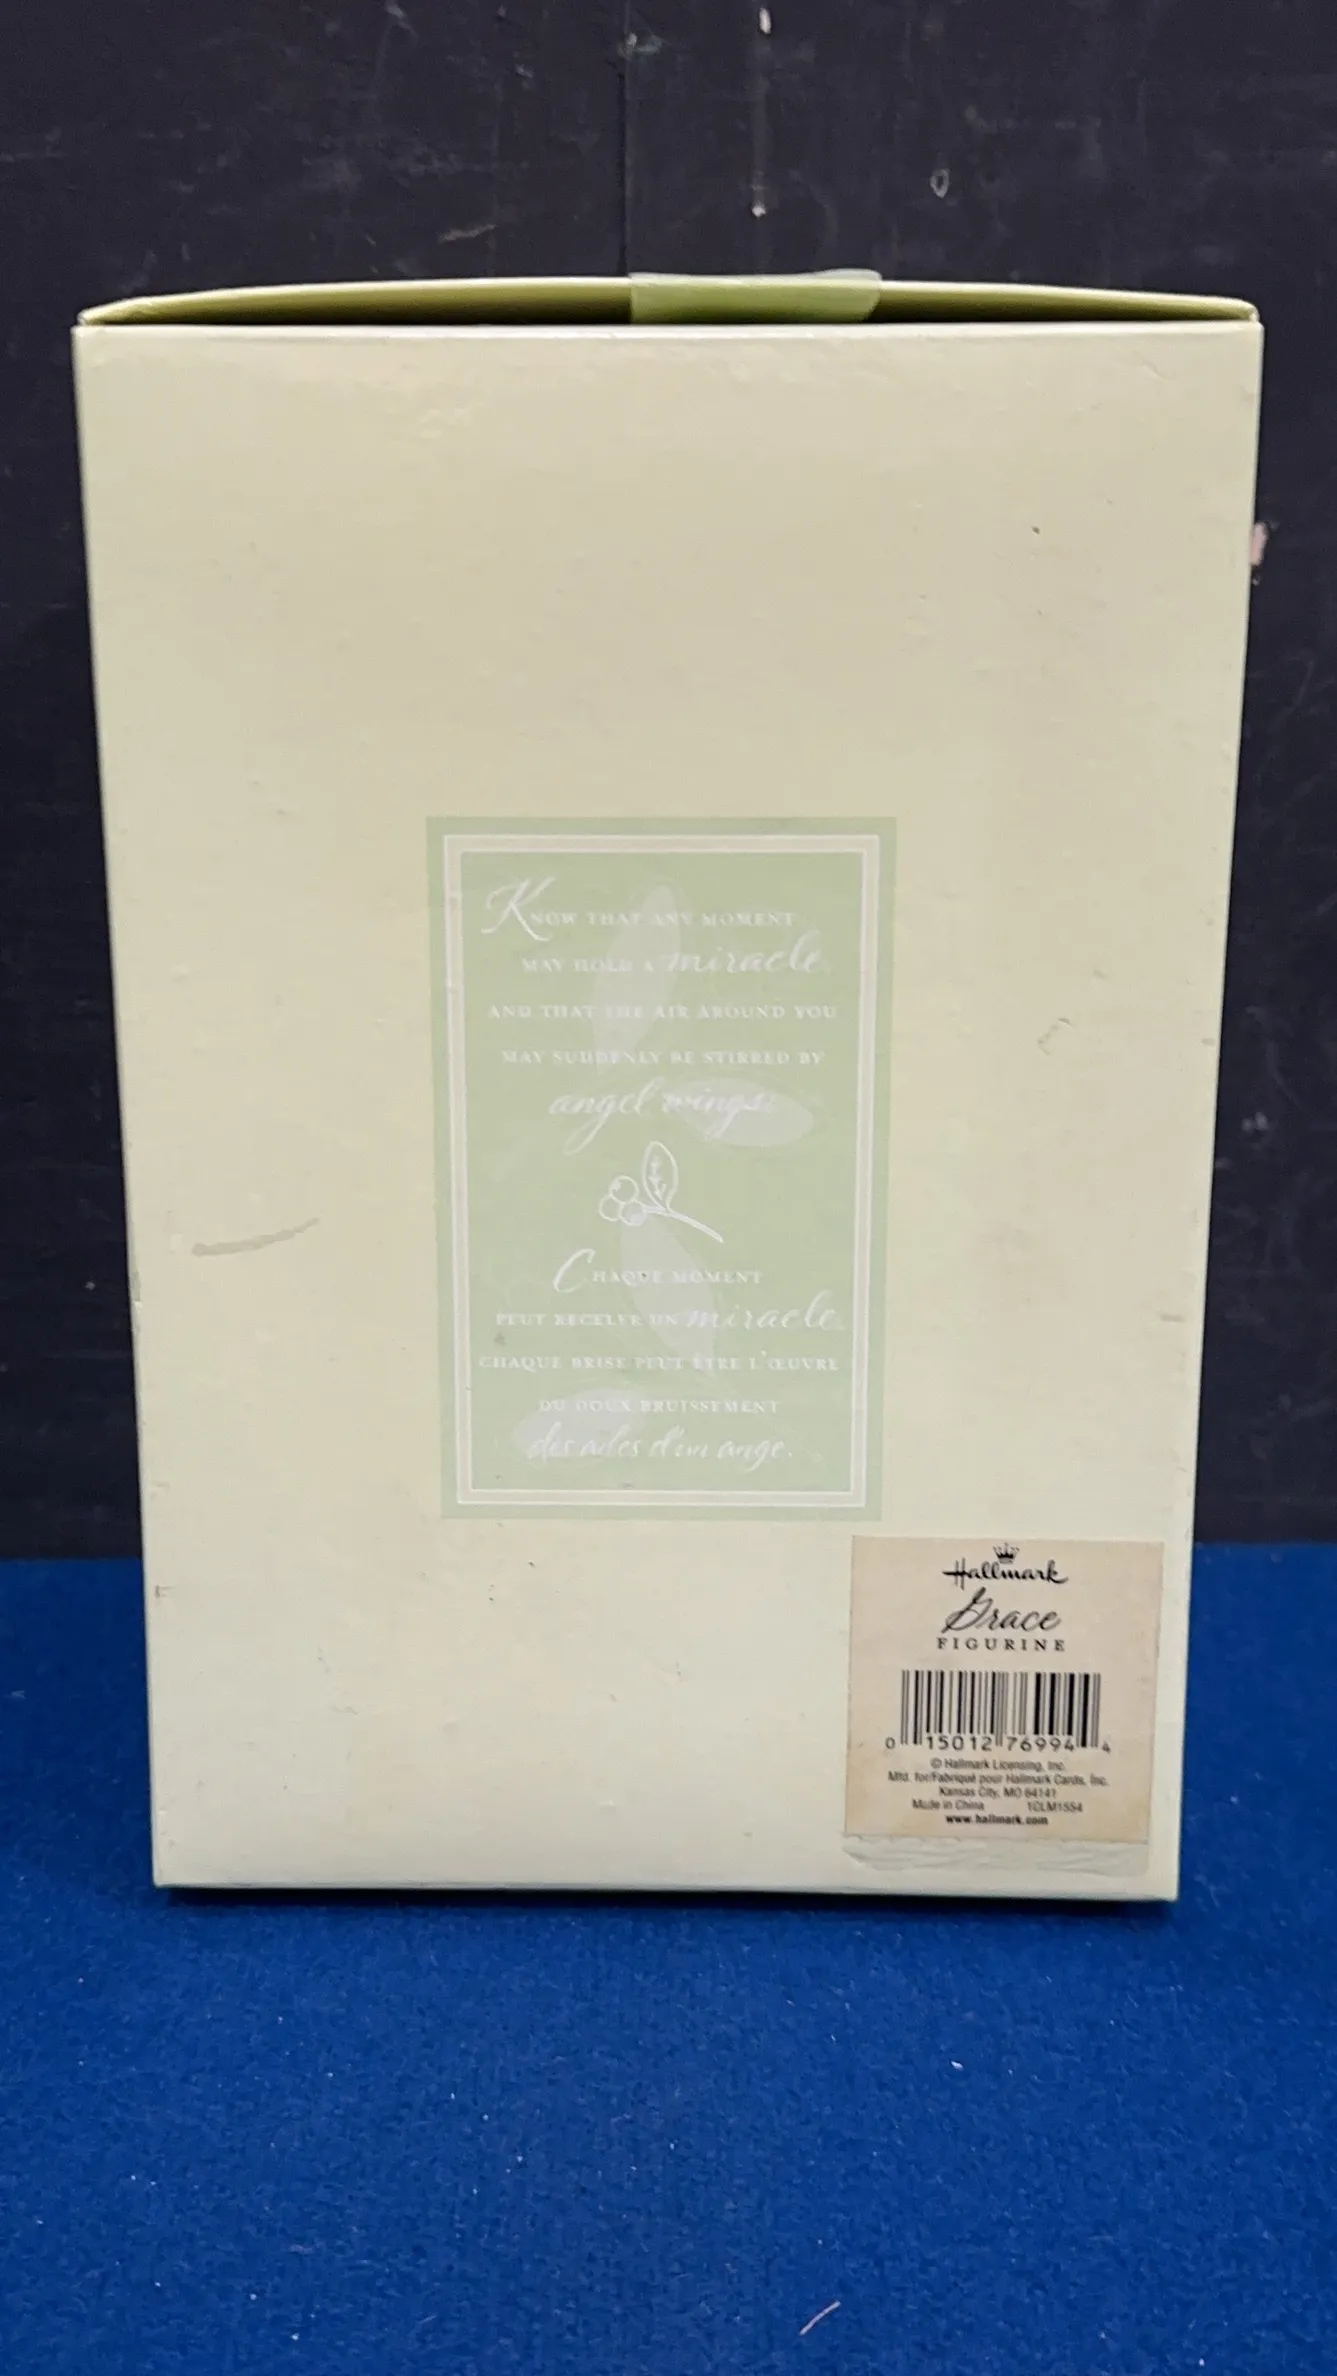 KNOW THAT ANY MOMENT
MAY HOLD A miracle
AND THAT THE AIR AROUND YOU
MAY SUDDENLY BE STIRRED BY
angel wings.
CHAQUE MOMENT
PEUT RECELER UN miracle.
CHAQUE BRISE PEUT ÊTRE L'ŒUVRE
DU DOUX BRUISSEMENT
des ailes d'un ange.
Hallmark
Grace
FIGURINE
0 15012 76994 4
© Hallmark Licensing, Inc.
Mfd. for/Fabriqué pour Hallmark Cards, Inc.
Kansas City, MO 64141
Made in China 1CLM1554
www.hallmark.com